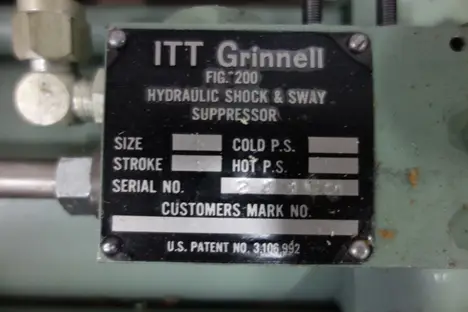 ITT Grinnell
FIG. 200
HYDRAULIC SHOCK & SWAY
SUPPRESSOR
SIZE COLD P.S.
STROKE HOT P.S.
SERIAL NO.
CUSTOMERS MARK NO.
U.S. PATENT NO. 3,106,992